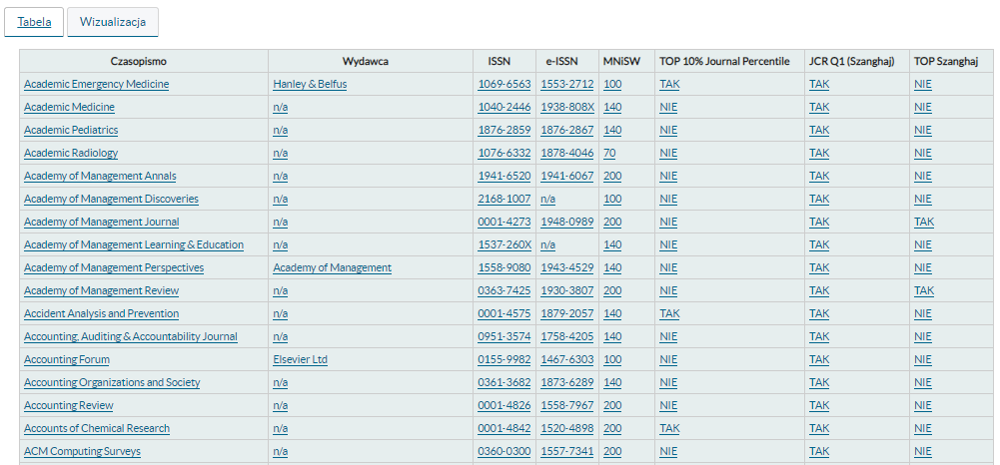 Tabela Wizualizacja
Czasopismo Wydawca ISSN e-ISSN MNiSW TOP 10% Journal Percentile JCR Q1 (Szanghaj) TOP Szanghaj
Academic Emergency Medicine Hanley & Belfus 1069-6563 1553-2712 100 TAK TAK NIE
Academic Medicine n/a 1040-2446 1938-808X 140 NIE TAK NIE
Academic Pediatrics n/a 1876-2859 1876-2867 140 NIE TAK NIE
Academic Radiology n/a 1076-6332 1878-4046 70 NIE TAK NIE
Academy of Management Annals n/a 1941-6520 1941-6067 200 NIE TAK NIE
Academy of Management Discoveries n/a 2168-1007 n/a 100 NIE TAK NIE
Academy of Management Journal n/a 0001-4273 1948-0989 200 NIE TAK TAK
Academy of Management Learning & Education n/a 1537-260X n/a 140 NIE TAK NIE
Academy of Management Perspectives Academy of Management 1558-9080 1943-4529 140 NIE TAK NIE
Academy of Management Review n/a 0363-7425 1930-3807 200 NIE TAK TAK
Accident Analysis and Prevention n/a 0001-4575 1879-2057 140 TAK TAK NIE
Accounting, Auditing & Accountability Journal n/a 0951-3574 1758-4205 140 NIE TAK NIE
Accounting Forum Elsevier Ltd 0155-9982 1467-6303 100 NIE TAK NIE
Accounting Organizations and Society n/a 0361-3682 1873-6289 140 NIE TAK NIE
Accounting Review n/a 0001-4826 1558-7967 200 NIE TAK NIE
Accounts of Chemical Research n/a 0001-4842 1520-4898 200 TAK TAK NIE
ACM Computing Surveys n/a 0360-0300 1557-7341 200 NIE TAK NIE